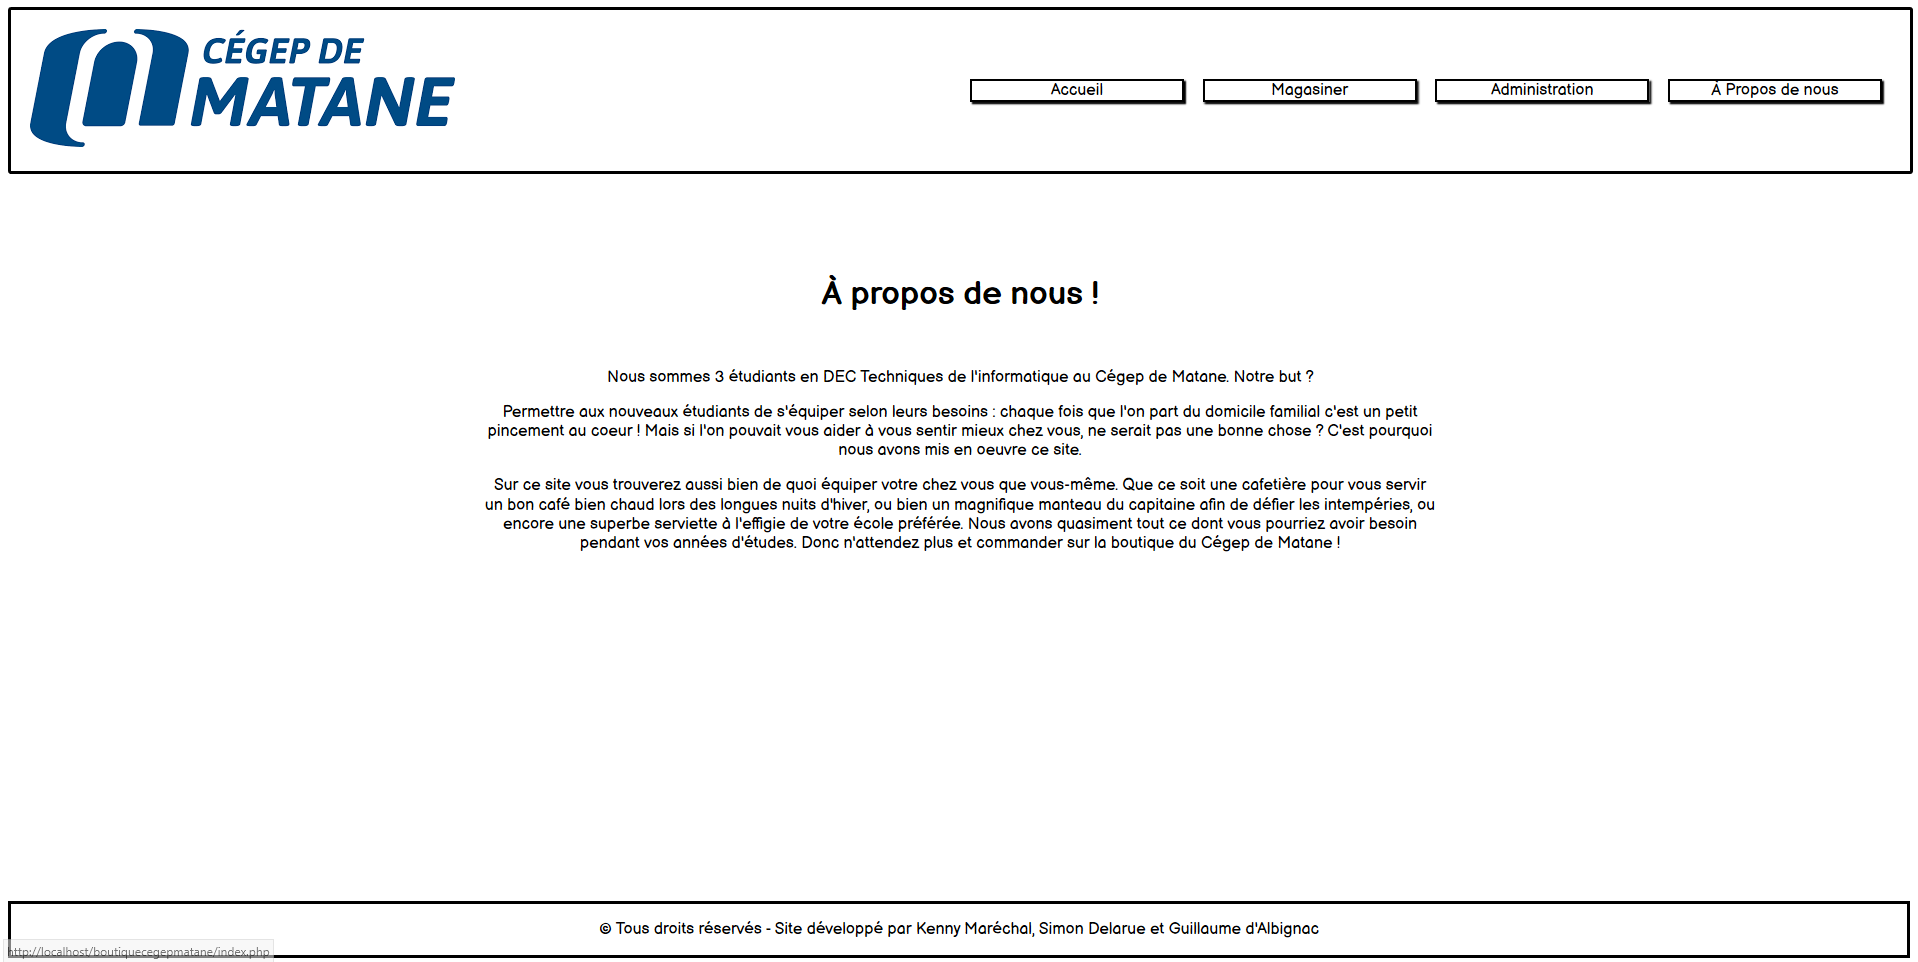 CÉGEP DE
MATANE
Accueil
Magasiner
Administration
À Propos de nous
À propos de nous !
Nous sommes 3 étudiants en DEC Techniques de l'informatique au Cégep de Matane. Notre but ?
Permettre aux nouveaux étudiants de s'équiper selon leurs besoins : chaque fois que l'on part du domicile familial c'est un petit
pincement au coeur ! Mais si l'on pouvait vous aider à vous sentir mieux chez vous, ne serait pas une bonne chose ? C'est pourquoi
nous avons mis en oeuvre ce site.
Sur ce site vous trouverez aussi bien de quoi équiper votre chez vous que vous-même. Que ce soit une cafetière pour vous servir
un bon café bien chaud lors des longues nuits d'hiver, ou bien un magnifique manteau du capitaine afin de défier les intempéries, ou
encore une superbe serviette à l'effigie de votre école préférée. Nous avons quasiment tout ce dont vous pourriez avoir besoin
pendant vos années d'études. Donc n'attendez plus et commander sur la boutique du Cégep de Matane !
© Tous droits réservés - Site développé par Kenny Maréchal, Simon Delarue et Guillaume d'Albignac
http://localhost/boutiquecegepmatane/index.php